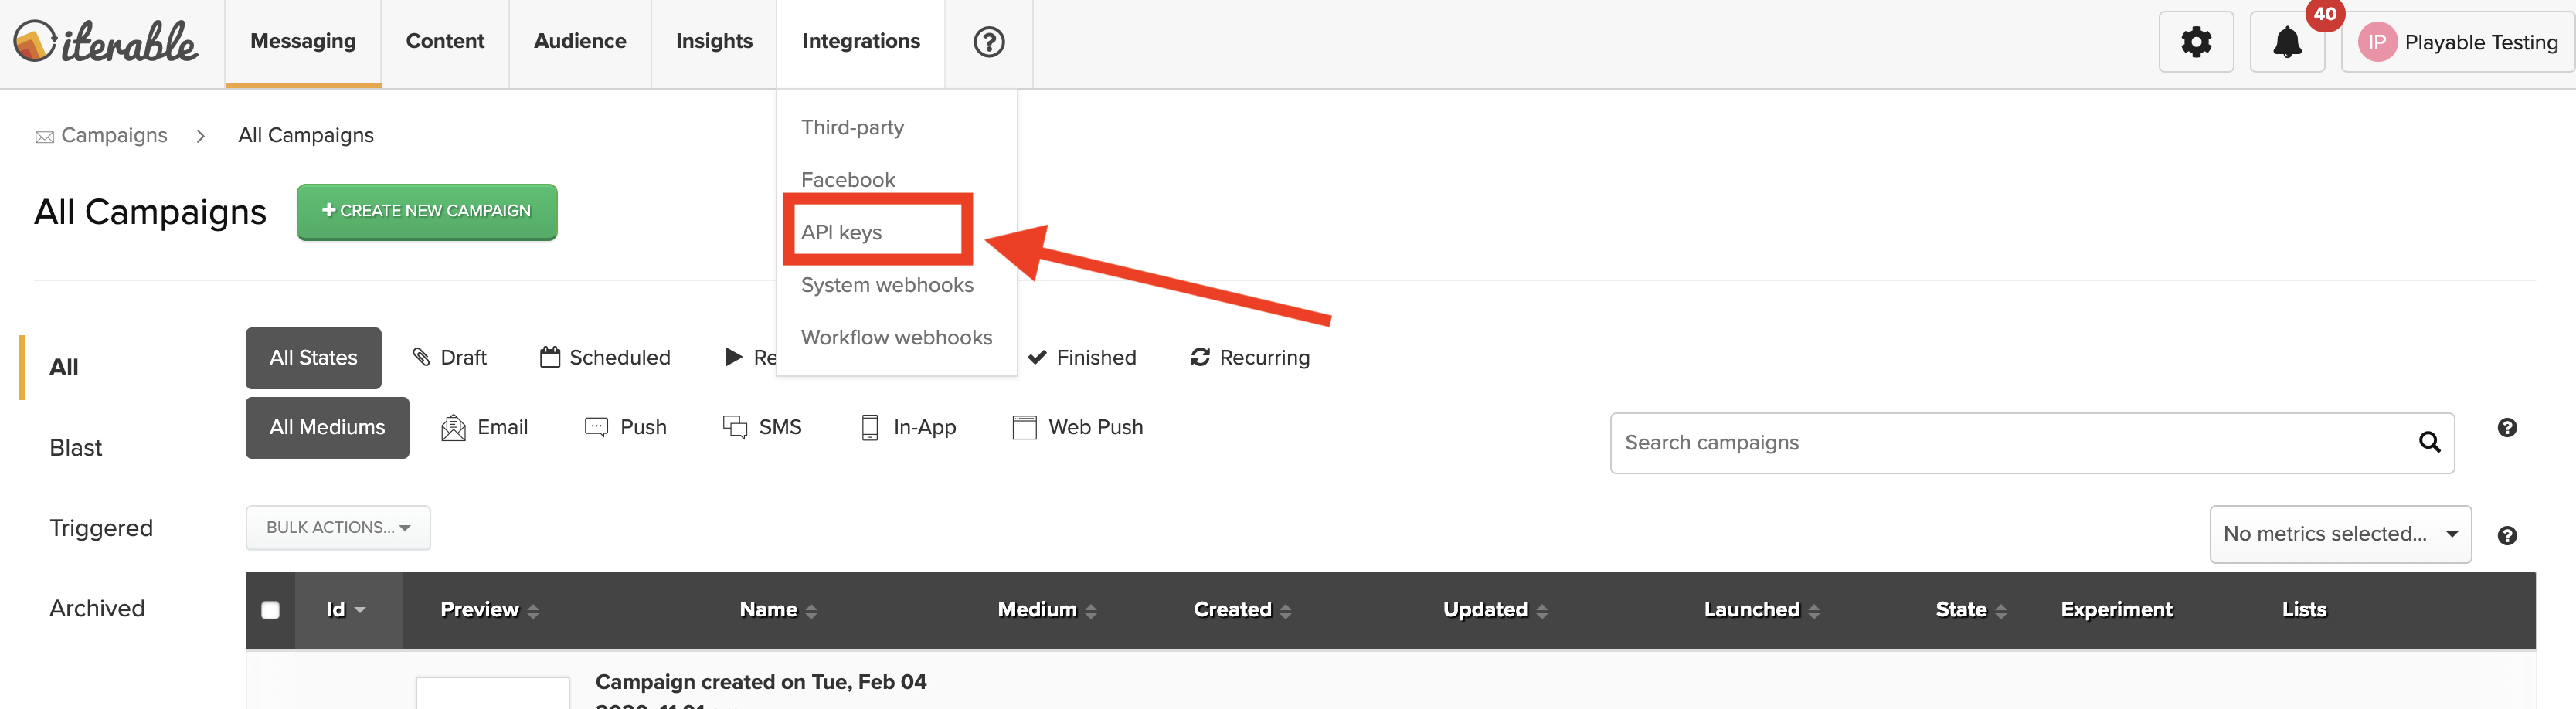 iterable
Messaging
Content
Audience
Insights
Integrations
?
40
IP
Playable Testing
Campaigns
All Campaigns
All Campaigns
+ CREATE NEW CAMPAIGN
Third-party
Facebook
API keys
System webhooks
Workflow webhooks
All
Blast
Triggered
Archived
All States
Draft
Scheduled
Re
Finished
Recurring
All Mediums
Email
Push
SMS
In-App
Web Push
Search campaigns
?
BULK ACTIONS...
No metrics selected...
?
Id
Preview
Name
Medium
Created
Updated
Launched
State
Experiment
Lists
Campaign created on Tue, Feb 04